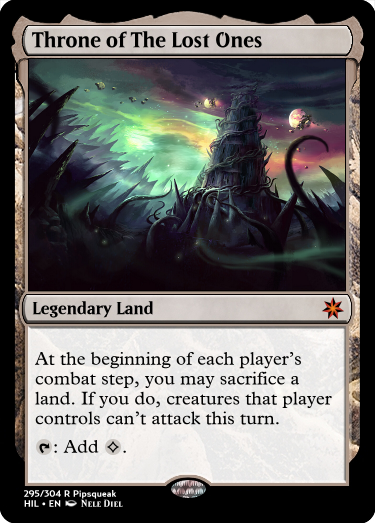 Throne of The Lost Ones
Legendary Land
At the beginning of each player's
combat step, you may sacrifice a
land. If you do, creatures that player
controls can't attack this turn.
: Add .
295/304 R Pipsqueak
HIL • EN Nele Diel